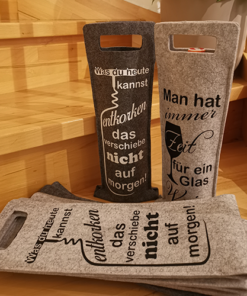 Was du heute
kannst
entkorken
das
verschiebe
nicht
auf
morgen!
Man hat
immer
Zeit
für ein
Glas
Was du heute
kannst
entkorken
das
verschiebe
nicht
auf
morgen!